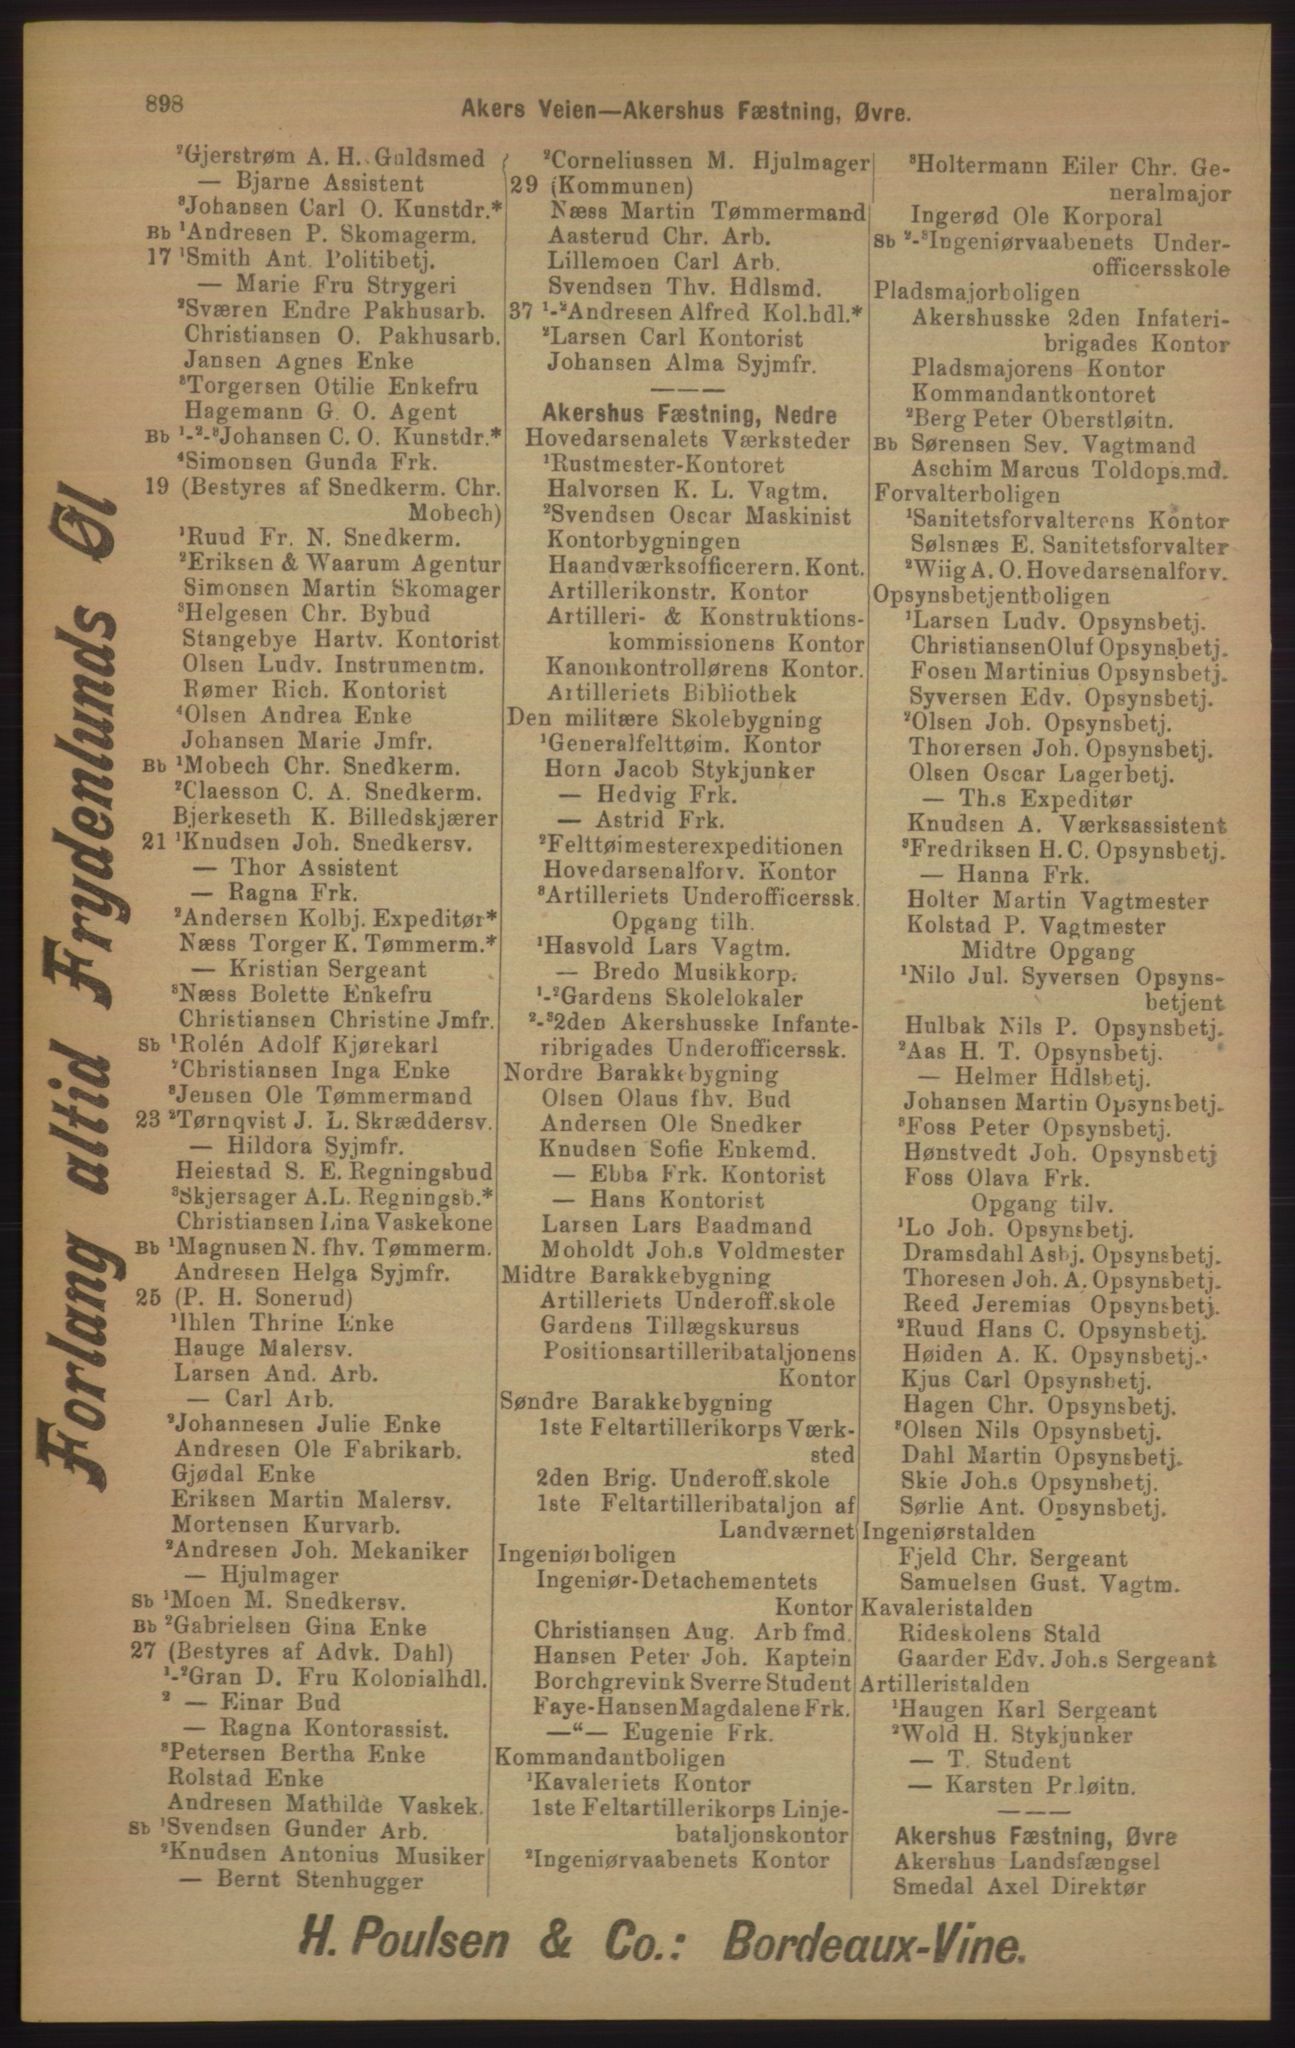 898
Akers Veien—Akershus Fæstning, Øvre.
²Gjerstrøm A. H. Guldsmed
— Bjarne Assistent
³Johansen Carl O. Kunstdr.*
Bb ¹Andresen P. Skomagerm.
17 ¹Smith Ant. Politibetj.
— Marie Fru Strygeri
²Sværen Endre Pakhusarb.
Christiansen O. Pakhusarb.
Jansen Agnes Enke
³Torgersen Otilie Enkefru
Hagemann G. O. Agent
Bb ¹-²-³Johansen C. O. Kunstdr.*
⁴Simonsen Gunda Frk.
19 (Bestyres af Snedkerm. Chr.
Mobech)
¹Ruud Fr. N. Snedkerm.
²Eriksen & Waarum Agentur
Simonsen Martin Skomager
³Helgesen Chr. Bybud
Stangebye Hartv. Kontorist
Olsen Ludv. Instrumentm.
Rømer Rich. Kontorist
⁴Olsen Andrea Enke
Johansen Marie Jmfr.
Bb ¹Mobech Chr. Snedkerm.
²Claesson C. A. Snedkerm.
Bjerkeseth K. Billedskjærer
21 ¹Knudsen Joh. Snedkersv.
— Thor Assistent
— Ragna Frk.
²Andersen Kolbj. Expeditør*
Næss Torger K. Tømmerm.*
— Kristian Sergeant
³Næss Bolette Enkefru
Christiansen Christine Jmfr.
Sb ¹Rolén Adolf Kjørekarl
²Christiansen Inga Enke
³Jensen Ole Tømmermand
23 ²Tørnqvist J. L. Skræddersv.
— Hildora Syjmfr.
Heiestad S. E. Regningsbud
³Skjersager A.L. Regningsb.*
Christiansen Lina Vaskekone
Bb ¹Magnusen N. fhv. Tømmerm.
Andresen Helga Syjmfr.
25 (P. H. Sonerud)
¹Ihlen Thrine Enke
Hauge Malersv.
Larsen And. Arb.
— Carl Arb.
²Johannesen Julie Enke
Andresen Ole Fabrikarb.
Gjødal Enke
Eriksen Martin Malersv.
Mortensen Kurvarb.
²Andresen Joh. Mekaniker
— Hjulmager
Sb ¹Moen M. Snedkersv.
Bb ²Gabrielsen Gina Enke
27 (Bestyres af Advk. Dahl)
¹-²Gran D. Fru Kolonialhdl.
² — Einar Bud
— Ragna Kontorassist.
³Petersen Bertha Enke
Rolstad Enke
Andresen Mathilde Vaskek.
Sb ¹Svendsen Gunder Arb.
²Knudsen Antonius Musiker
— Bernt Stenhugger
²Corneliussen M. Hjulmager
29 (Kommunen)
Næss Martin Tømmermand
Aasterud Chr. Arb.
Lillemoen Carl Arb.
Svendsen Thv. Hdlsmd.
37 ¹-²Andresen Alfred Kol.hdl.*
²Larsen Carl Kontorist
Johansen Alma Syjmfr.
———
Akershus Fæstning, Nedre
Hovedarsenalets Værksteder
¹Rustmester-Kontoret
Halvorsen K. L. Vagtm.
²Svendsen Oscar Maskinist
Kontorbygningen
Haandværksofficerern. Kont.
Artillerikonstr. Kontor
Artilleri- & Konstruktions-
kommissionens Kontor
Kanonkontrollørens Kontor.
Artilleriets Bibliothek
Den militære Skolebygning
¹Generalfelttøim. Kontor
Horn Jacob Stykjunker
— Hedvig Frk.
— Astrid Frk.
²Felttøimesterexpeditionen
Hovedarsenalforv. Kontor
³Artilleriets Underofficerssk.
Opgang tilh.
¹Hasvold Lars Vagtm.
— Bredo Musikkorp.
¹-²Gardens Skolelokaler
²-³2den Akershusske Infante-
ribrigades Underofficerssk.
Nordre Barakkebygning
Olsen Olaus fhv. Bud
Andersen Ole Snedker
Knudsen Sofie Enkemd.
— Ebba Frk. Kontorist
— Hans Kontorist
Larsen Lars Baadmand
Moholdt Joh.s Voldmester
Midtre Barakkebygning
Artilleriets Underoff.skole
Gardens Tillægskursus
Positionsartilleribataljonens
Kontor
Søndre Barakkebygning
1ste Feltartillerikorps Værk-
sted
2den Brig. Underoff.skole
1ste Feltartilleribataljon af
Landværnet
Ingeniørboligen
Ingeniør-Detachementets
Kontor
Christiansen Aug. Arbfmd.
Hansen Peter Joh. Kaptein
Borchgrevink Sverre Student
Faye-Hansen Magdalene Frk.
—“— Eugenie Frk.
Kommandantboligen
¹Kavaleriets Kontor
1ste Feltartillerikorps Linje-
bataljonskontor
²Ingeniørvaabenets Kontor
³Holtermann Eiler Chr. Ge-
neralmajor
Ingerød Ole Korporal
Sb ²-³Ingeniørvaabenets Under-
officersskole
Pladsmajorboligen
Akershusske 2den Infateri-
brigades Kontor
Pladsmajorens Kontor
Kommandantkontoret
²Berg Peter Oberstløitn.
Bb Sørensen Sev. Vagtmand
Aschim Marcus Toldops.md.
Forvalterboligen
¹Sanitetsforvalterens Kontor
Sølsnæs E. Sanitetsforvalter
²Wiig A. O. Hovedarsenalforv.
Opsynsbetjentboligen
¹Larsen Ludv. Opsynsbetj.
Christiansen Oluf Opsynsbetj.
Fosen Martinius Opsynsbetj.
Syversen Edv. Opsynsbetj.
²Olsen Joh. Opsynsbetj.
Thorersen Joh. Opsynsbetj.
Olsen Oscar Lagerbetj.
— Th.s Expeditør
Knudsen A. Værksassistent
³Fredriksen H. C. Opsynsbetj.
— Hanna Frk.
Holter Martin Vagtmester
Kolstad P. Vagtmester
Midtre Opgang
¹Nilo Jul. Syversen Opsyns-
betjent
Hulbak Nils P. Opsynsbetj.
²Aas H. T. Opsynsbetj.
— Helmer Hdlsbetj.
Johansen Martin Opsynsbetj.
³Foss Peter Opsynsbetj.
Hønstvedt Joh. Opsynsbetj
Foss Olava Frk.
Opgang tilv.
¹Lo Joh. Opsynsbetj.
Dramsdahl Asbj. Opsynsbetj.
Thoresen Joh. A. Opsynsbetj.
Reed Jeremias Opsynsbetj.
²Ruud Hans C. Opsynsbetj.
Høiden A. K. Opsynsbetj.
Kjus Carl Opsynsbetj.
Hagen Chr. Opsynsbetj.
³Olsen Nils Opsynsbetj.
Dahl Martin Opsynsbetj.
Skie Joh.s Opsynsbetj.
Sørlie Ant. Opsynsbetj.
Ingeniørstalden
Fjeld Chr. Sergeant
Samuelsen Gust. Vagtm.
Kavaleristalden
Rideskolens Stald
Gaarder Edv. Joh.s Sergeant
Artilleristalden
¹Haugen Karl Sergeant
²Wold H. Stykjunker
— T. Student
— Karsten Pr.løitn.
———
Akershus Fæstning, Øvre
Akershus Landsfængsel
Smedal Axel Direktør
Forlang altid Frydenlunds Øl
H. Poulsen & Co.: Bordeaux-Vine.